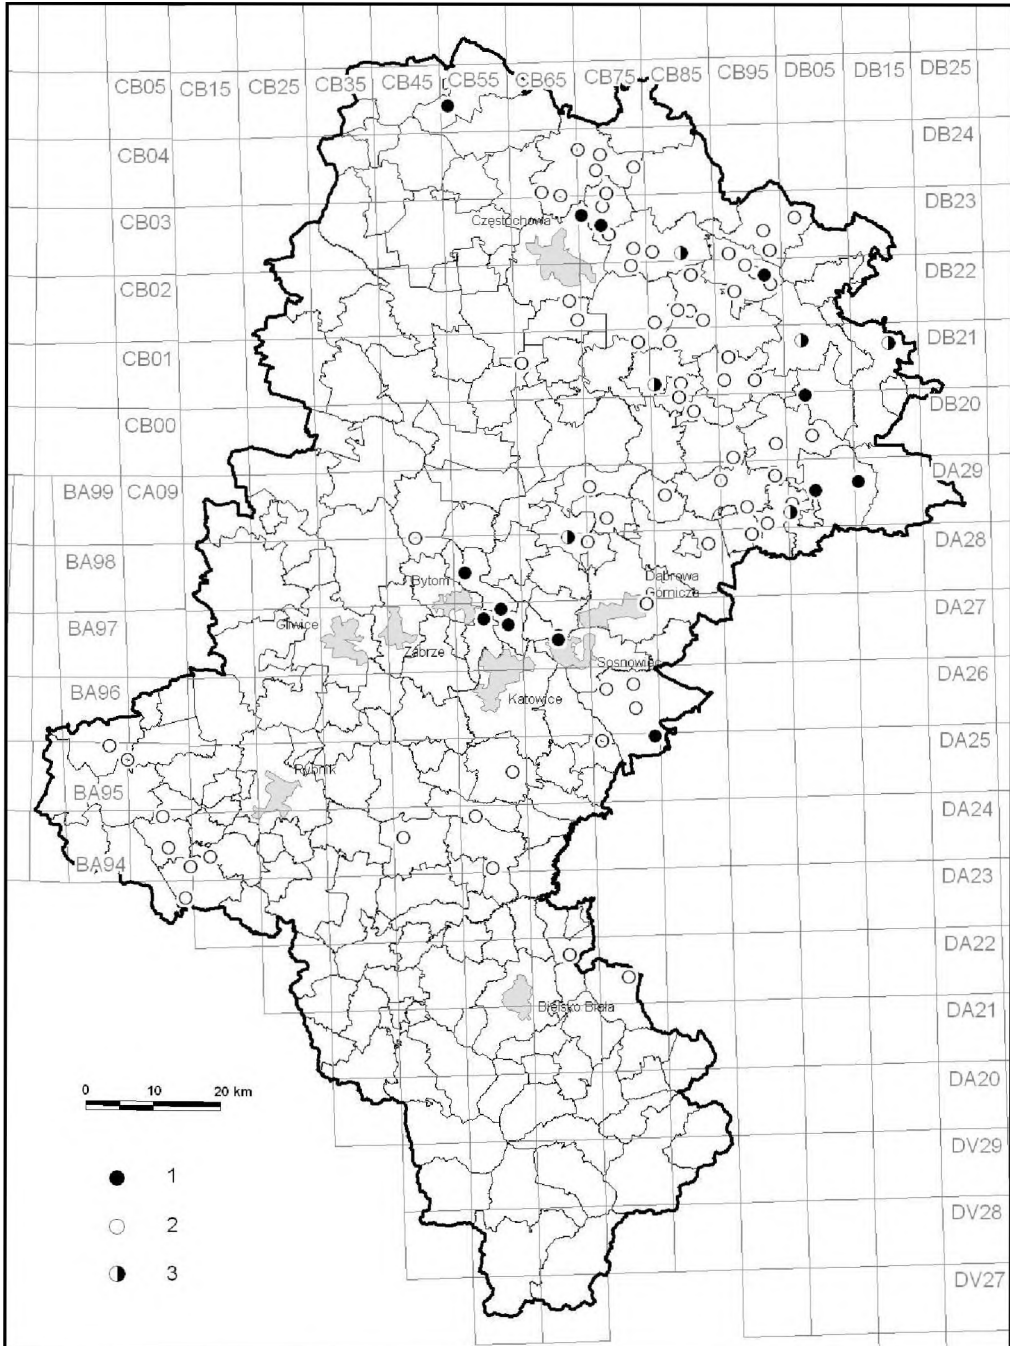 CB05 CB15 CB25 CB35 CB45 CB55 CB65 CB75 CB85 CB95 DB05 DB15 DB25
CB04
DB24
CB03
DB23
Częstochowa
CB02
DB22
CB01
DB21
CB00
DB20
BA99 CA09
DA29
BA98
DA28
Bytom
Dąbrowa
Górnicza
BA97
DA27
Gliwice
Zabrze
Sosnowiec
BA96
DA26
Katowice
DA25
Rybnik
BA95
DA24
BA94
DA23
DA22
Bielsko Biała
DA21
DA20
0 10 20 km
DV29
1
2
DV28
3
DV27